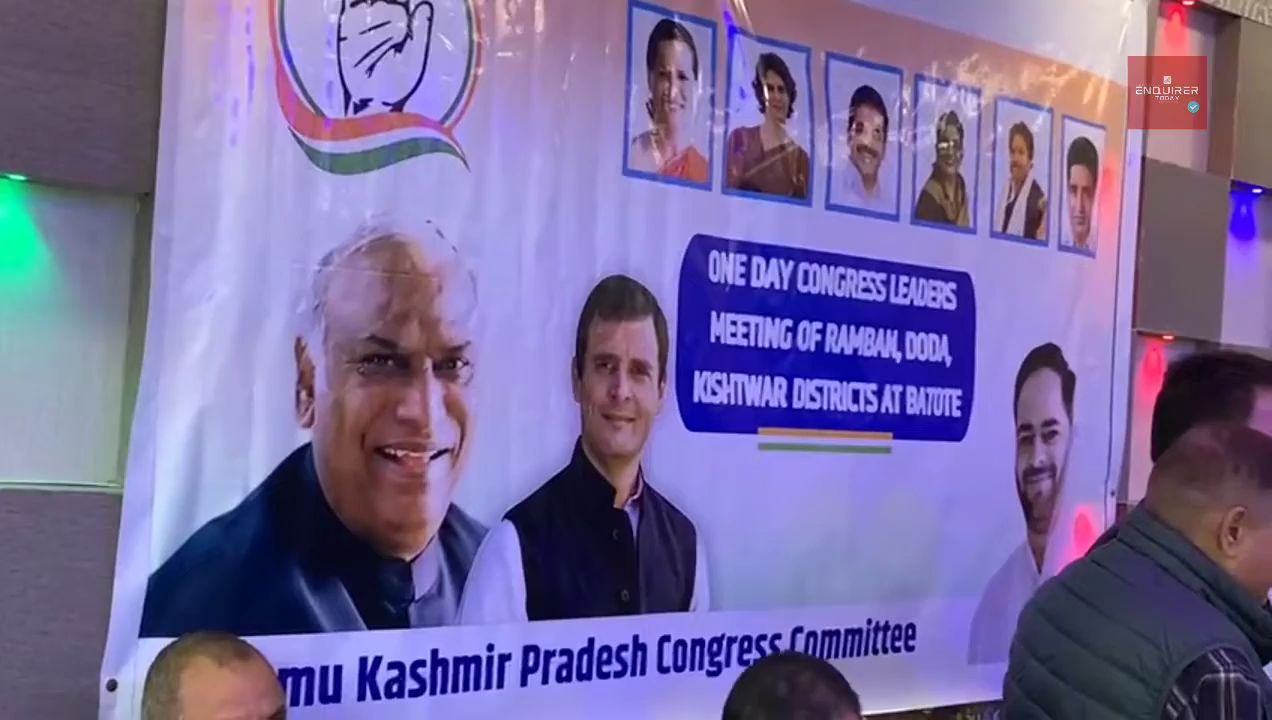 ENQUIRER
TODAY
ONE DAY CONGRESS LEADERS
MEETING OF RAMBAN, DODA,
KISHTWAR DISTRICTS AT BATOTE
mu Kashmir Pradesh Congress Committee